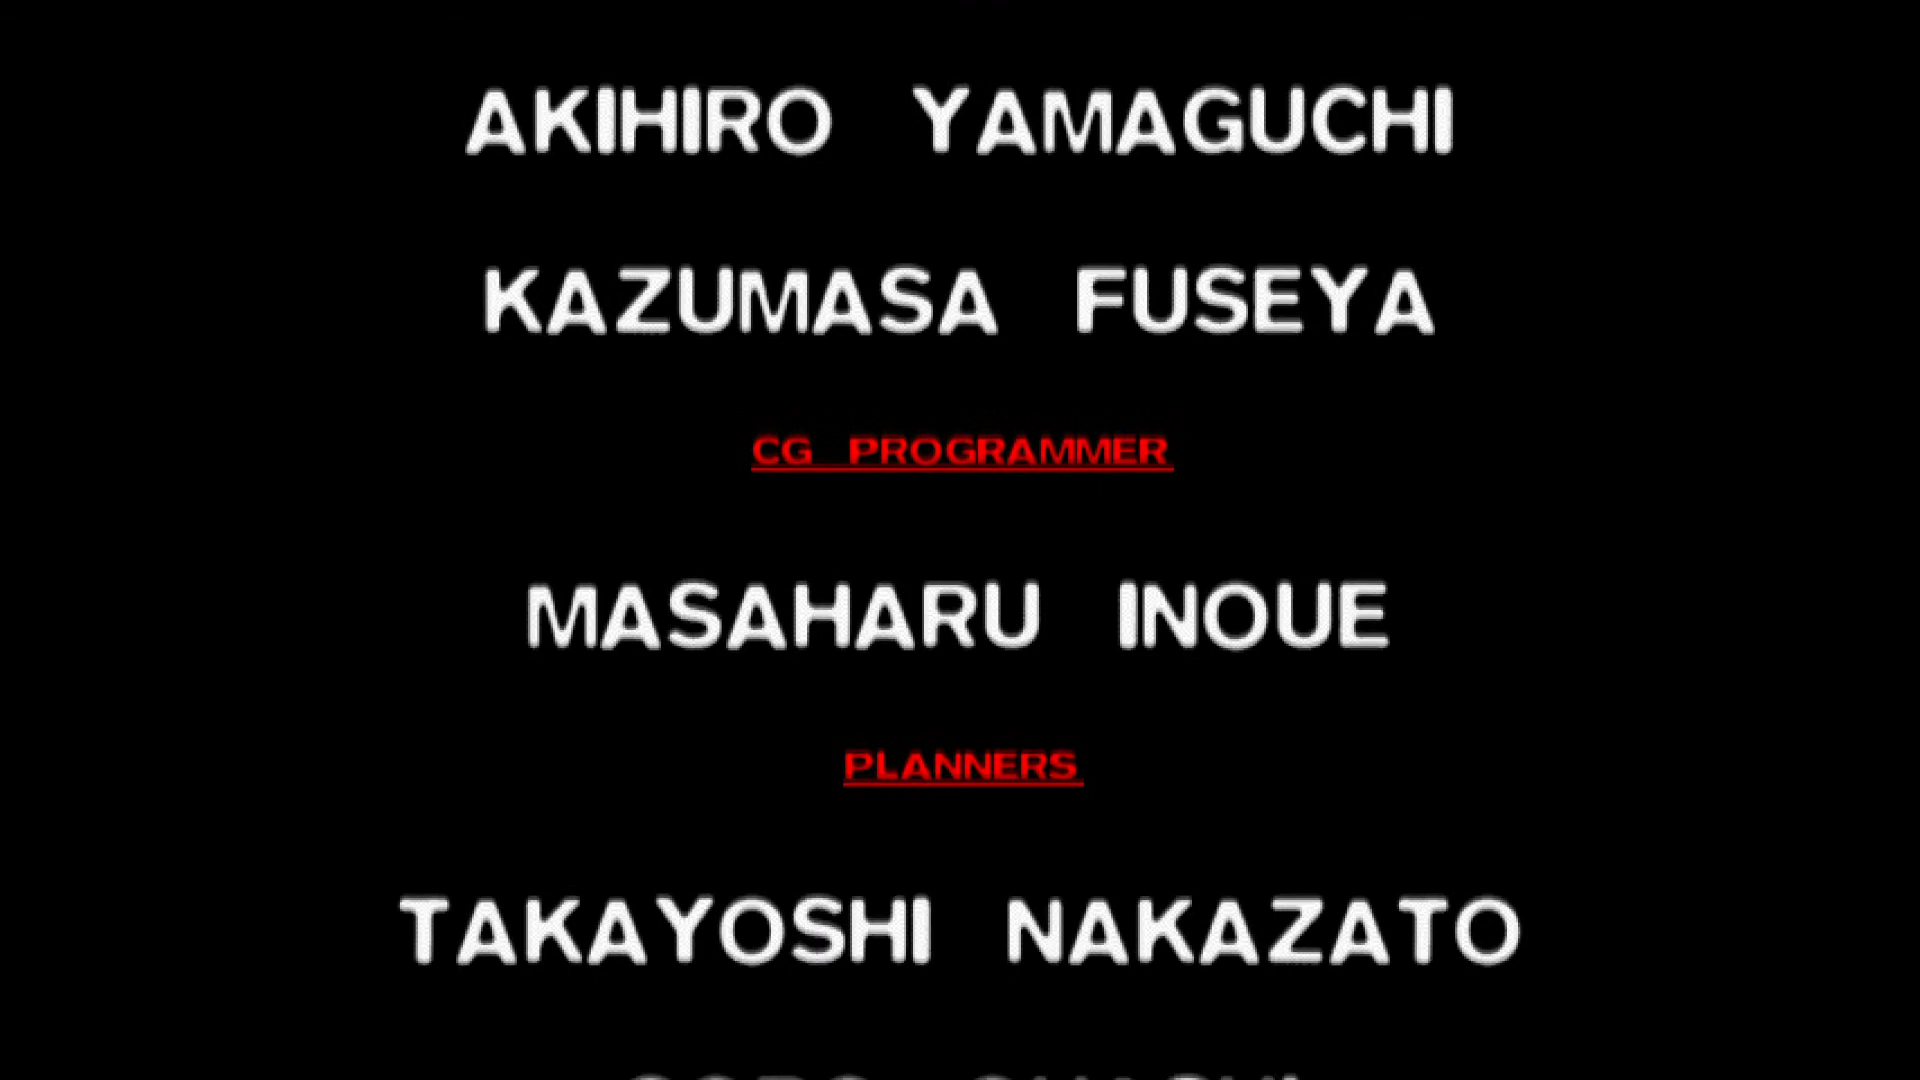 AKIHIRO YAMAGUCHI
KAZUMASA FUSEYA
CG PROGRAMMER
MASAHARU INOUE
PLANNERS
TAKAYOSHI NAKAZATO